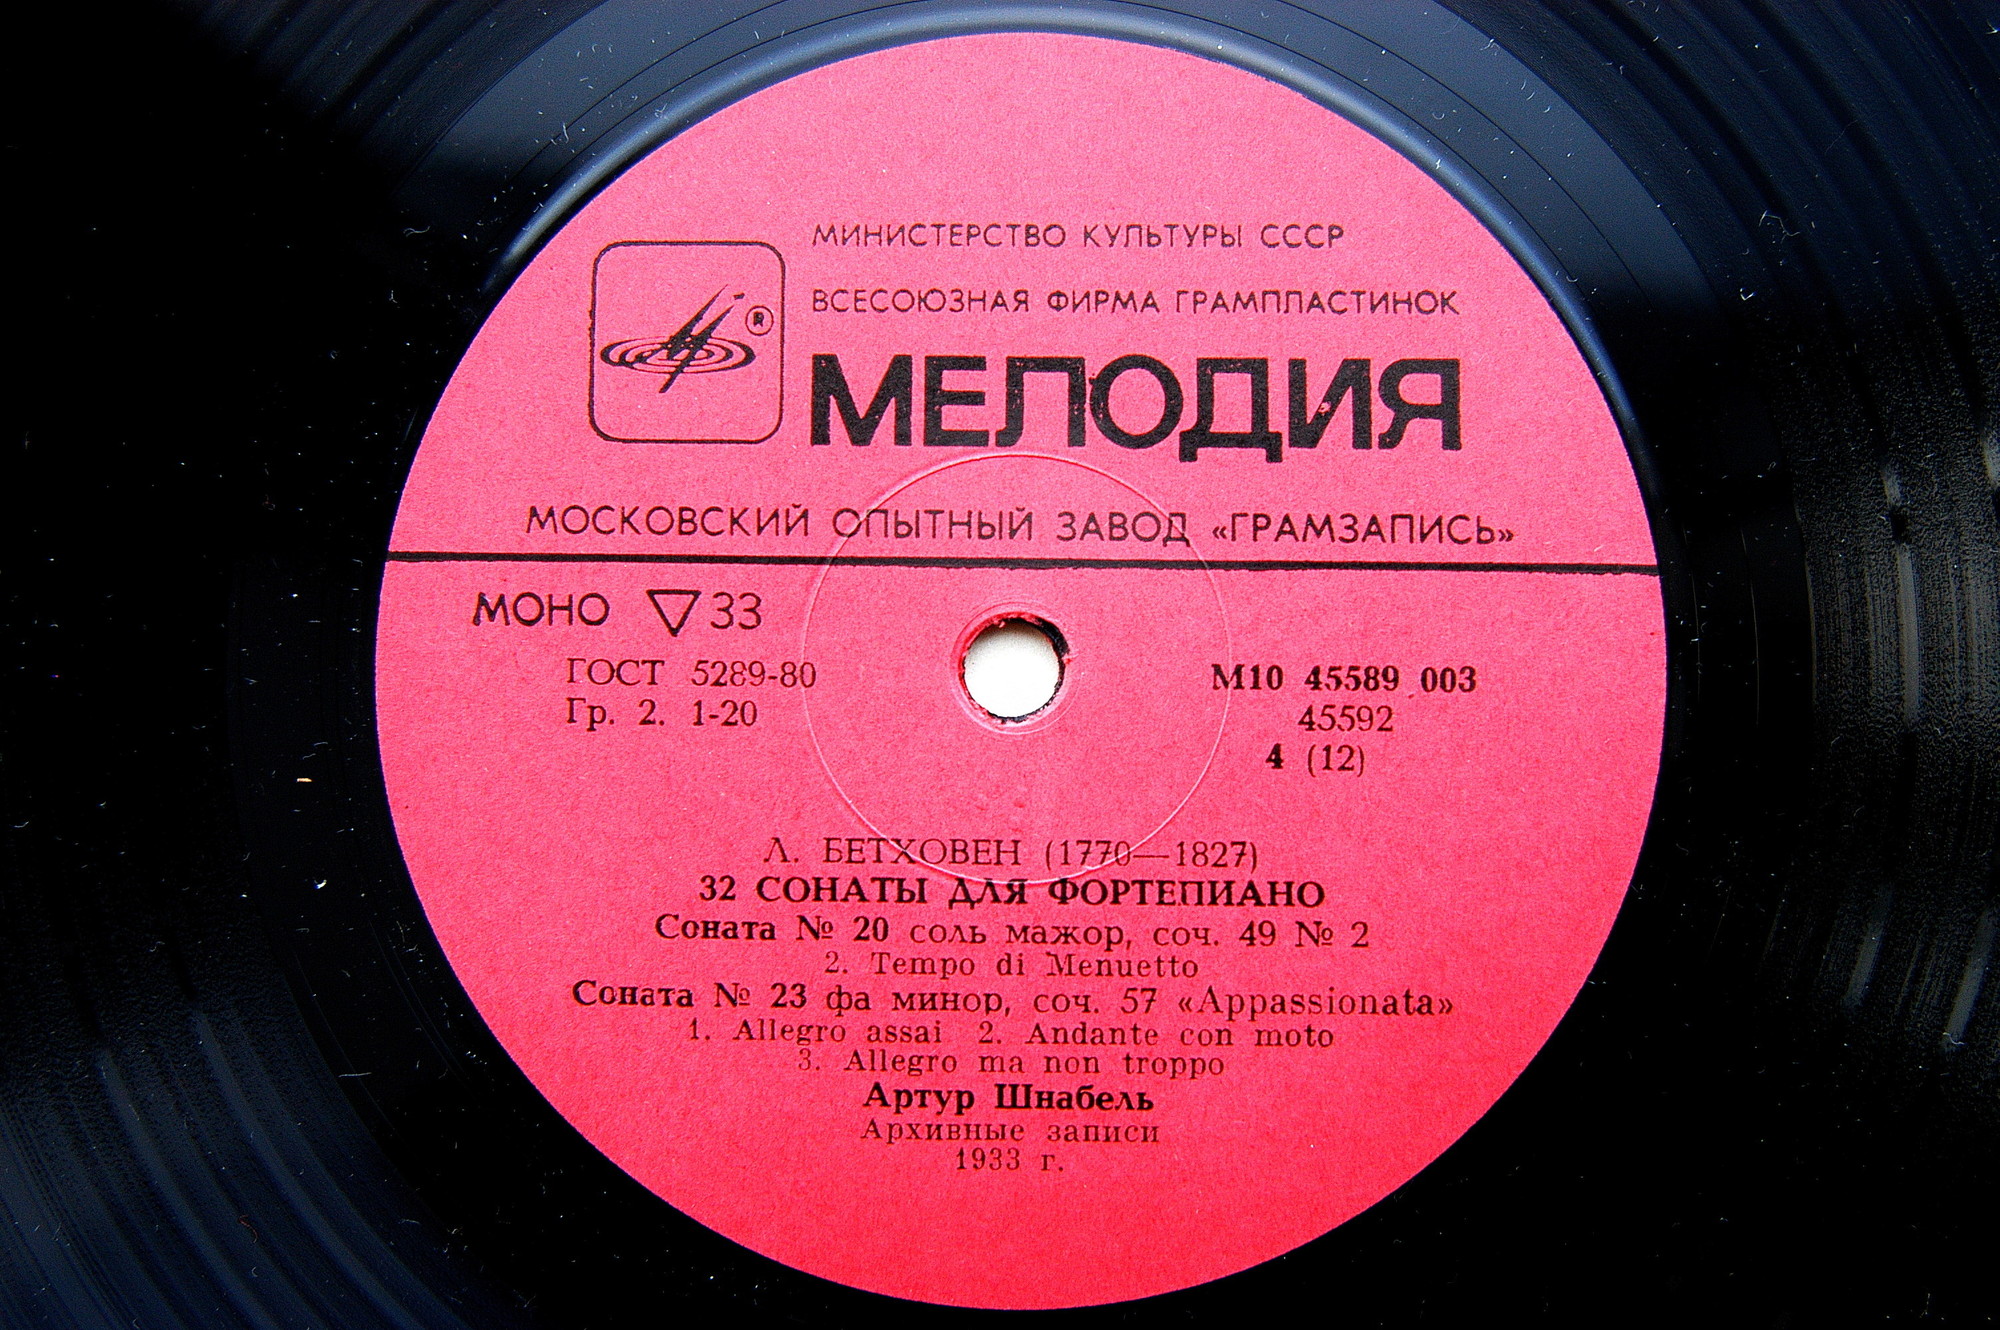 МИНИСТЕРСТВО КУЛЬТУРЫ СССР
ВСЕСОЮЗНАЯ ФИРМА ГРАМПЛАСТИНОК
®
МЕЛОДИЯ
МОСКОВСКИЙ ОПЫТНЫЙ ЗАВОД «ГРАМЗАПИСЬ»
МОНО ▽ 33
ГОСТ 5289-80
Гр. 2. 1-20
М10 45589 003
45592
4 (12)
Л. БЕТХОВЕН (1770—1827)
32 СОНАТЫ ДЛЯ ФОРТЕПИАНО
Соната № 20 соль мажор, соч. 49 № 2
2. Tempo di Menuetto
Соната № 23 фа минор, соч. 57 «Appassionata»
1. Allegro assai 2. Andante con moto
3. Allegro ma non troppo
Артур Шнабель
Архивные записи
1933 г.